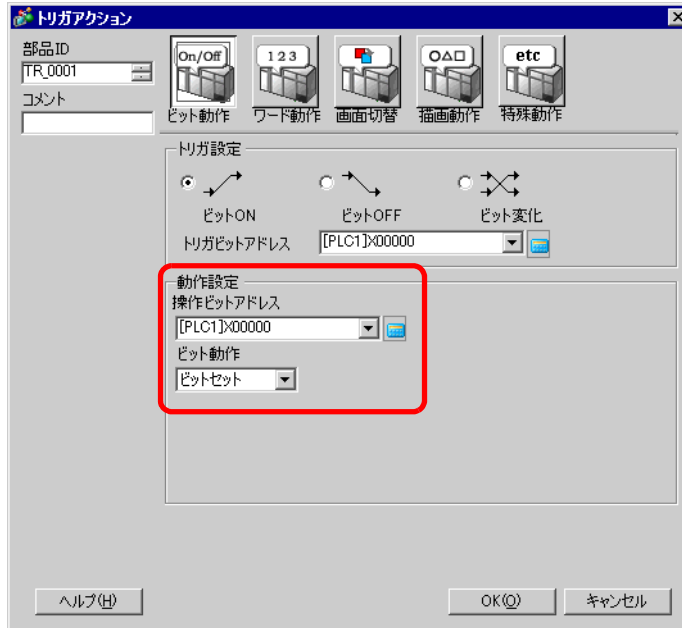 トリガアクション
部品ID
TR_0001
コメント
On/Off
1 2 3
O△□
etc
ビット動作
ワード動作
画面切替
描画動作
特殊動作
トリガ設定
ビットON
ビットOFF
ビット変化
トリガビットアドレス
[PLC1]X00000
動作設定
操作ビットアドレス
[PLC1]X00000
ビット動作
ビットセット
ヘルプ(H)
OK(O)
キャンセル